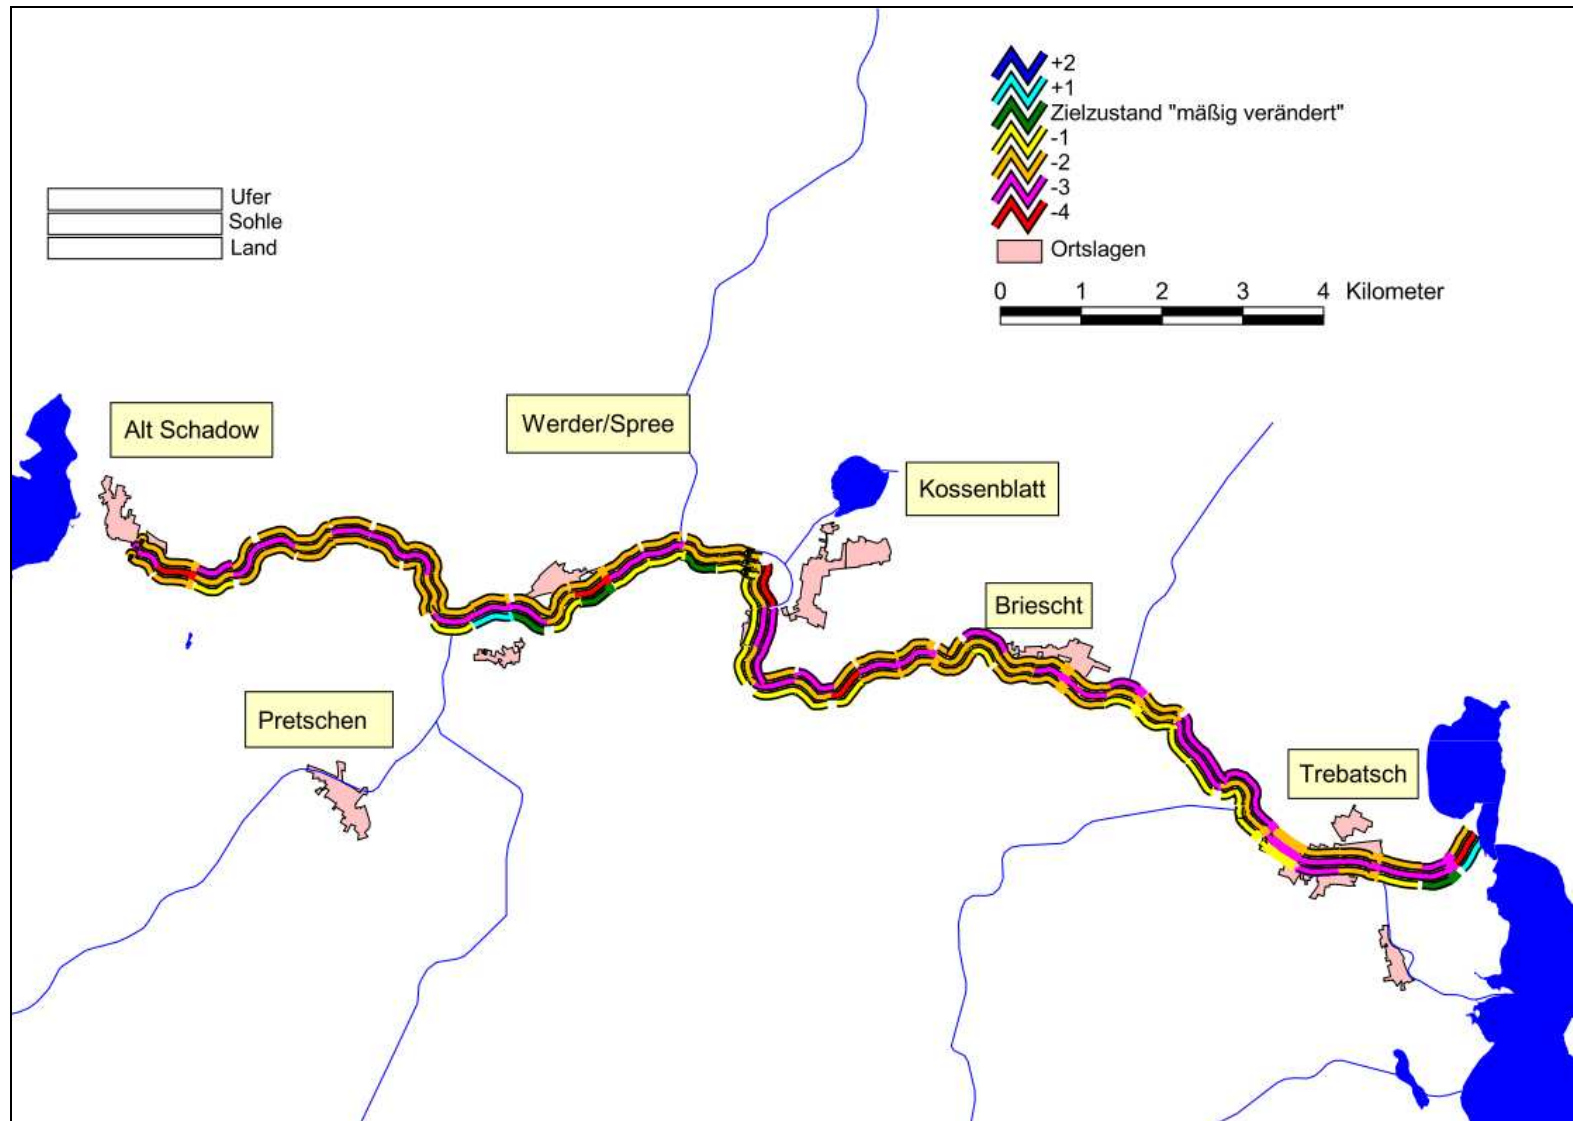 +2
+1
Zielzustand "mäßig verändert"
-1
-2
-3
-4
Ortslagen
0 1 2 3 4 Kilometer
Ufer
Sohle
Land
Alt Schadow
Werder/Spree
Kossenblatt
Briescht
Pretschen
Trebatsch